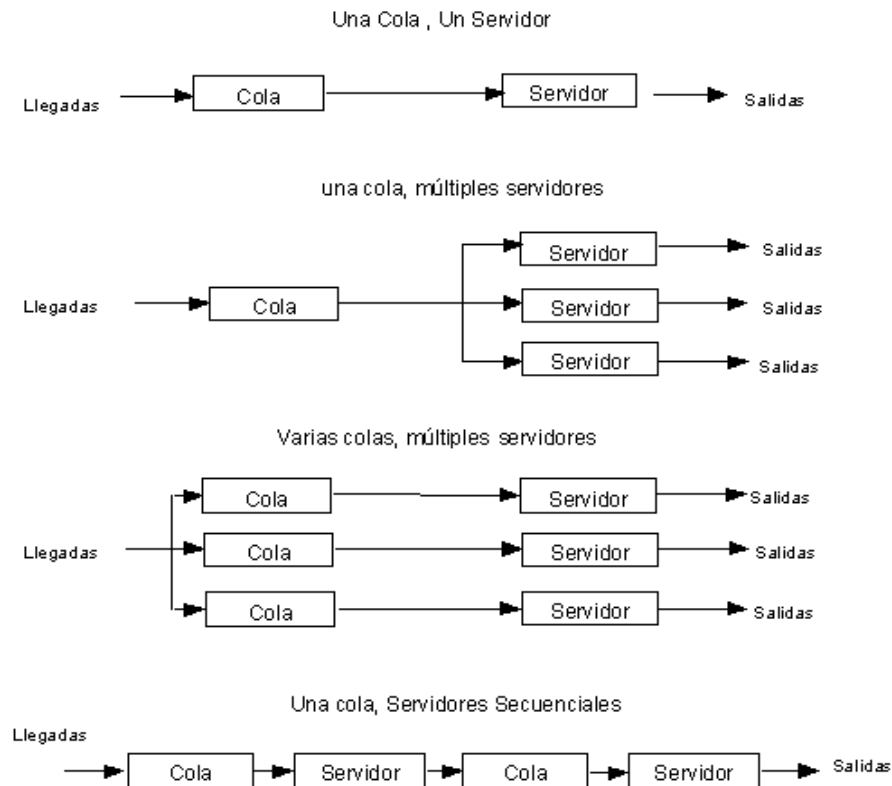 Una Cola , Un Servidor
Llegadas Cola Servidor Salidas
una cola, múltiples servidores
Servidor Salidas
Llegadas Cola Servidor Salidas
Servidor Salidas
Varias colas, múltiples servidores
Cola Servidor Salidas
Llegadas Cola Servidor Salidas
Cola Servidor Salidas
Una cola, Servidores Secuenciales
Llegadas
Cola Servidor Cola Servidor Salidas